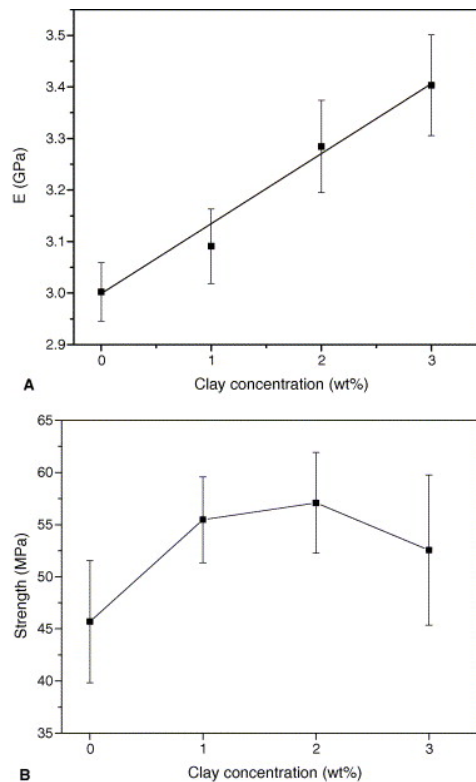 3.5
3.4
3.3
3.2
3.1
3.0
2.9
E (GPa)
0 1 2 3
A Clay concentration (wt%)
65
60
55
50
45
40
35
Strength (MPa)
0 1 2 3
B Clay concentration (wt%)